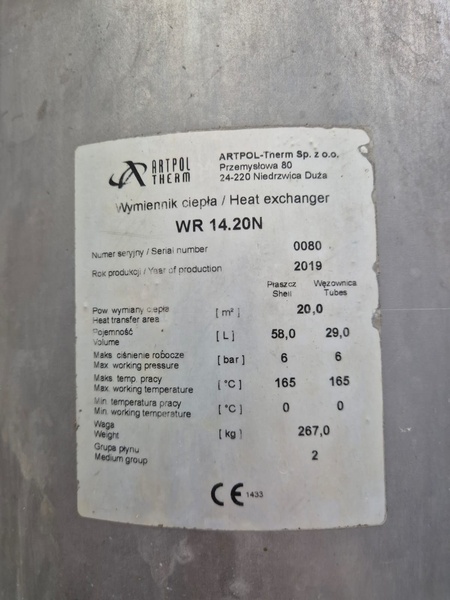 ARTPOL
THERM
ARTPOL-Therm Sp. z o.o.
Przemysłowa 80
24-220 Niedrzwica Duża
Wymiennik ciepła / Heat exchanger
WR 14.20N
Numer seryjny / Serial number 0080
Rok produkcji / Year of production 2019
Płaszcz Wężownica
Shell Tubes
Pow. wymiany ciepła
Heat transfer area [ m² ] 20,0
Pojemność
Volume [ L ] 58,0 29,0
Maks. ciśnienie robocze
Max. working pressure [ bar ] 6 6
Maks. temp. pracy
Max. working temperature [ °C ] 165 165
Min. temperatura pracy
Min. working temperature [ °C ] 0 0
Waga
Weight [ kg ] 267,0
Grupa płynu
Medium group 2
CE 1433